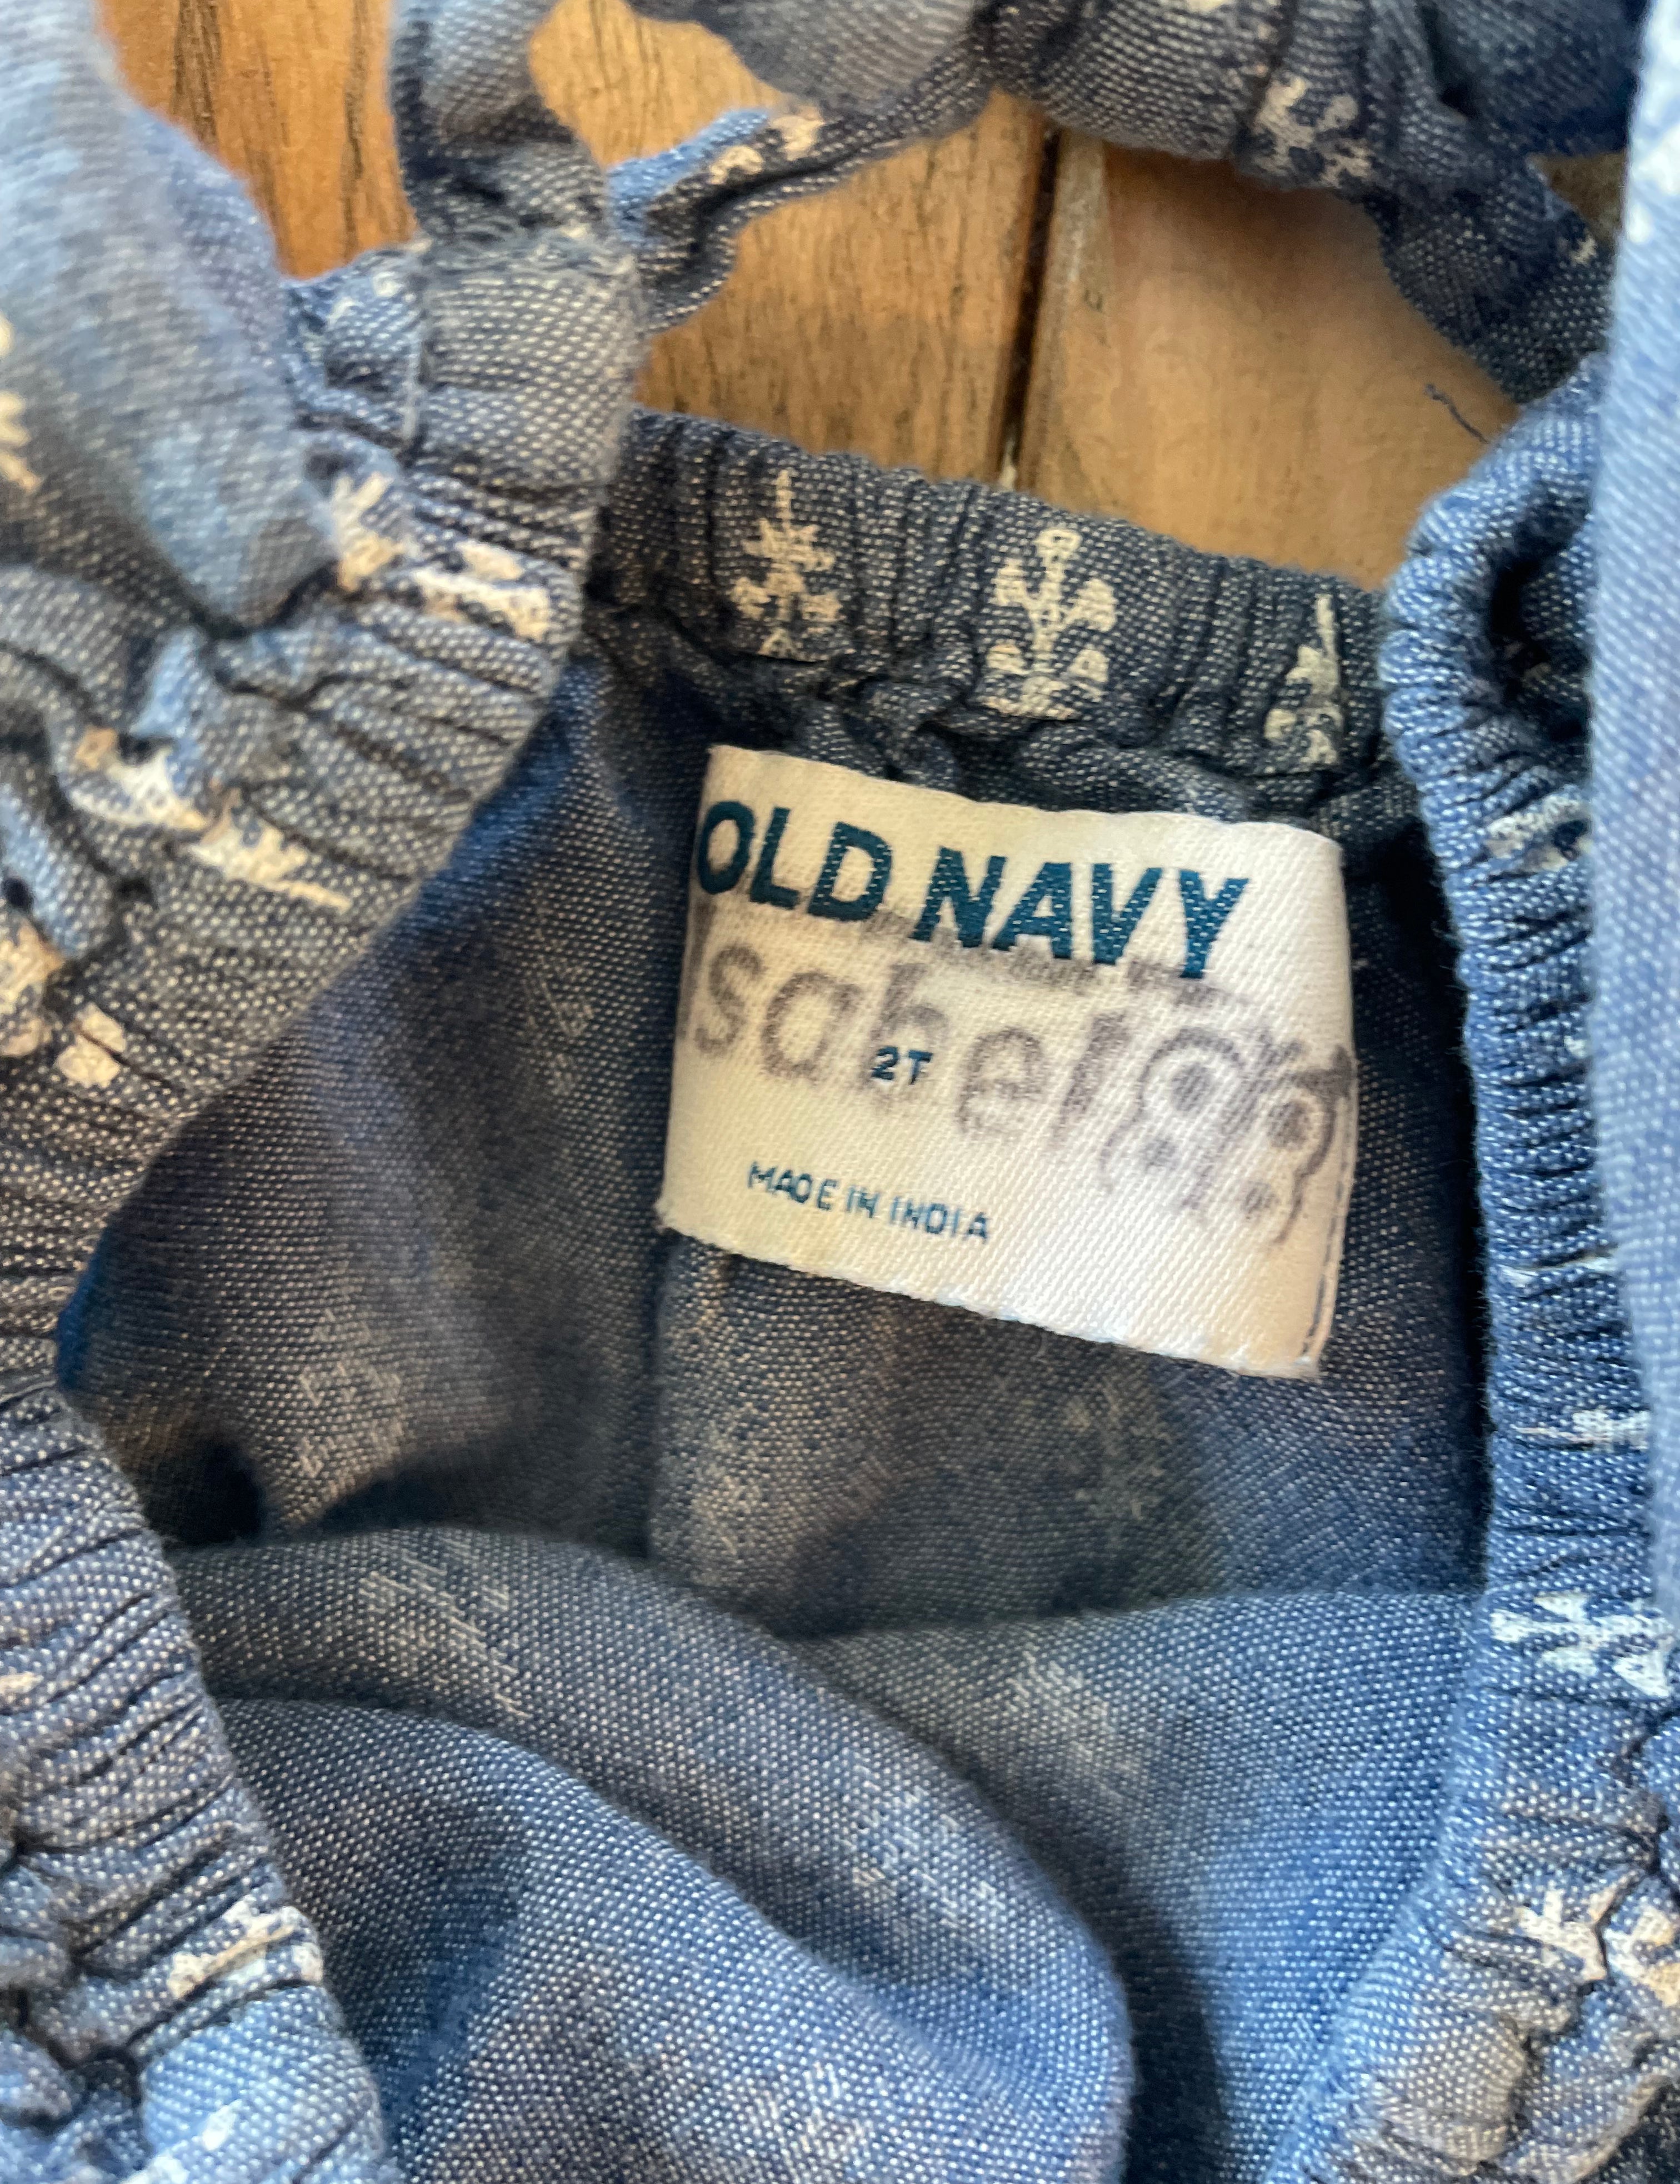 OLD NAVY
Isabel
2T
MADE IN INDIA